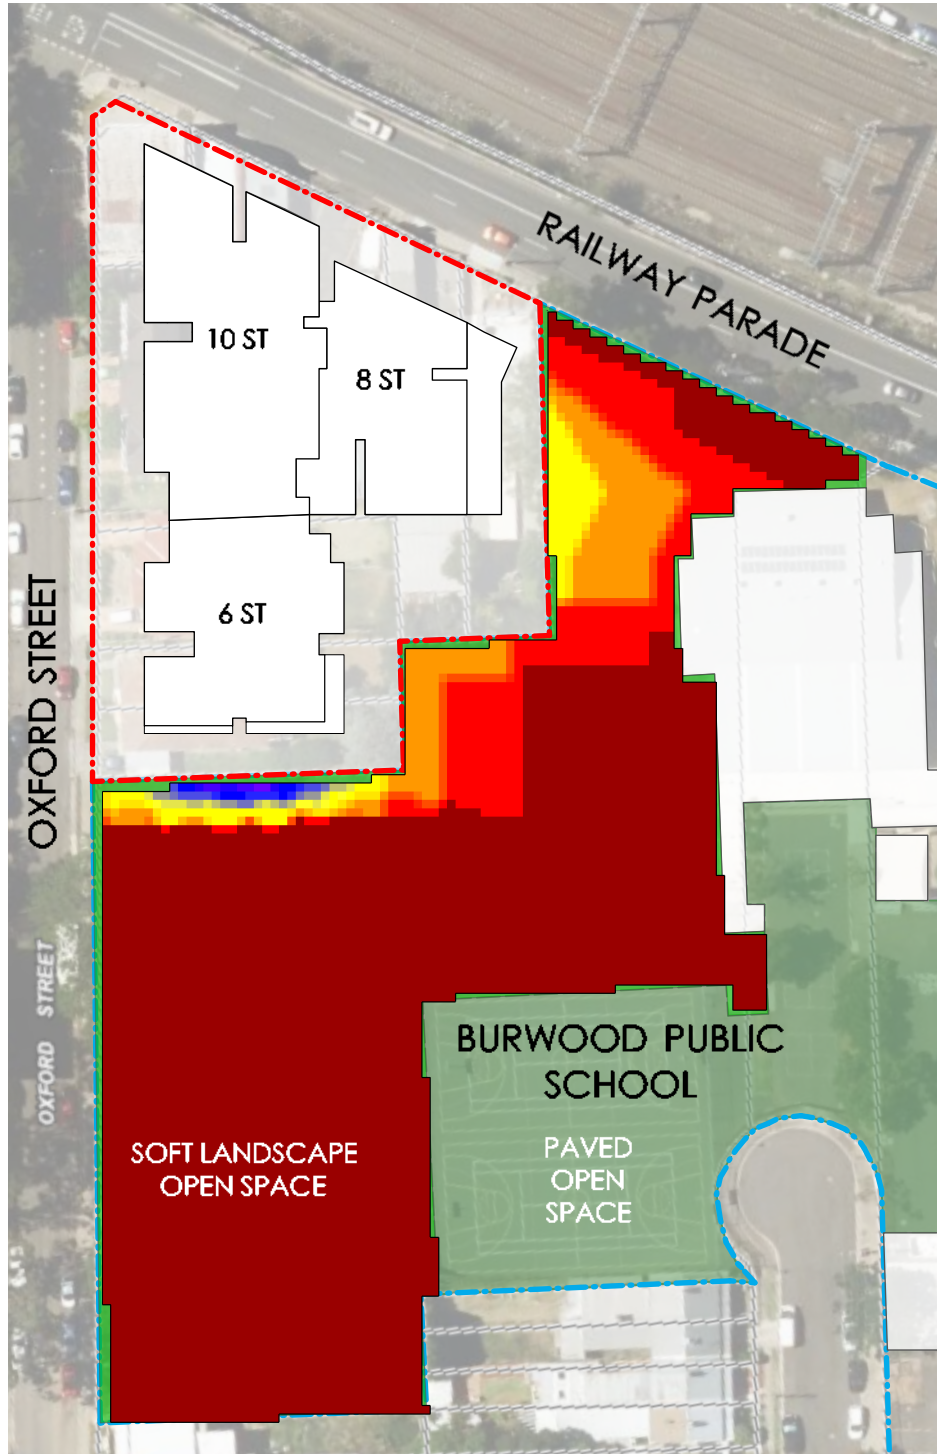 RAILWAY PARADE
10 ST
8 ST
6 ST
OXFORD STREET
OXFORD STREET
BURWOOD PUBLIC
SCHOOL
SOFT LANDSCAPE
OPEN SPACE
PAVED
OPEN
SPACE